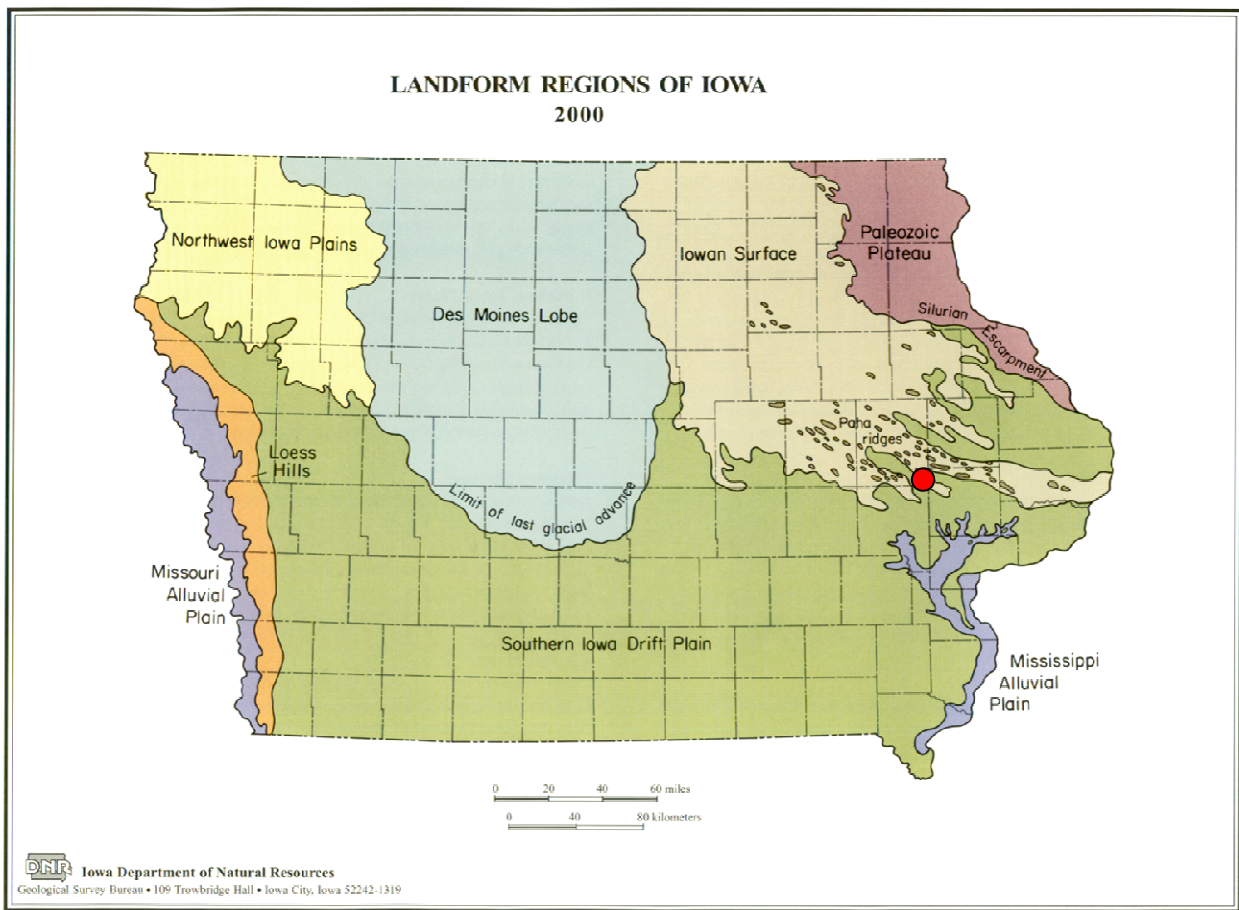 LANDFORM REGIONS OF IOWA
2000
Northwest Iowa Plains
Des Moines Lobe
Iowan Surface
Paleozoic
Plateau
Silurian
Escarpment
Paha
ridges
Loess
Hills
Limit of last glacial advance
Missouri
Alluvial
Plain
Southern Iowa Drift Plain
Mississippi
Alluvial
Plain
0 20 40 60 miles
0 40 80 kilometers
DNR Iowa Department of Natural Resources
Geological Survey Bureau • 109 Trowbridge Hall • Iowa City, Iowa 52242-1319